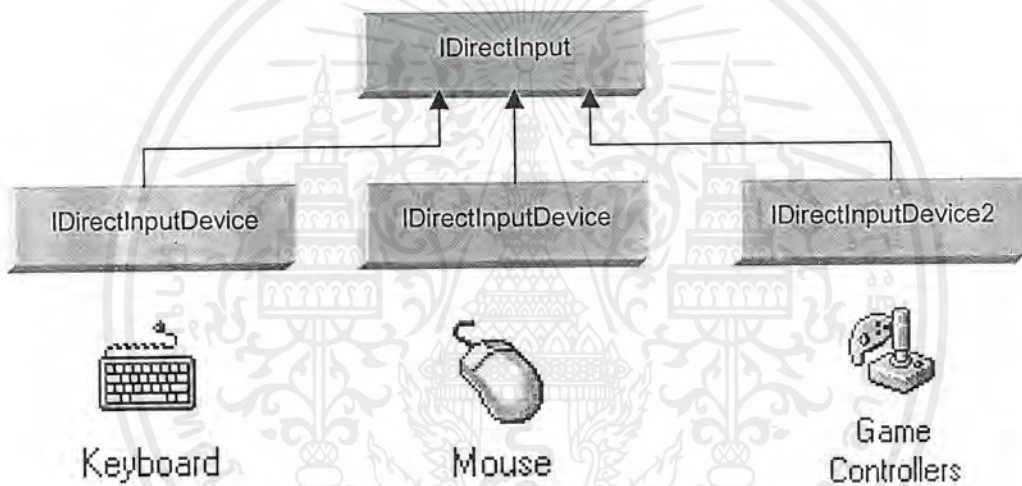 IDirectInput
IDirectInputDevice
IDirectInputDevice
IDirectInputDevice2
Keyboard
Mouse
Game
Controllers